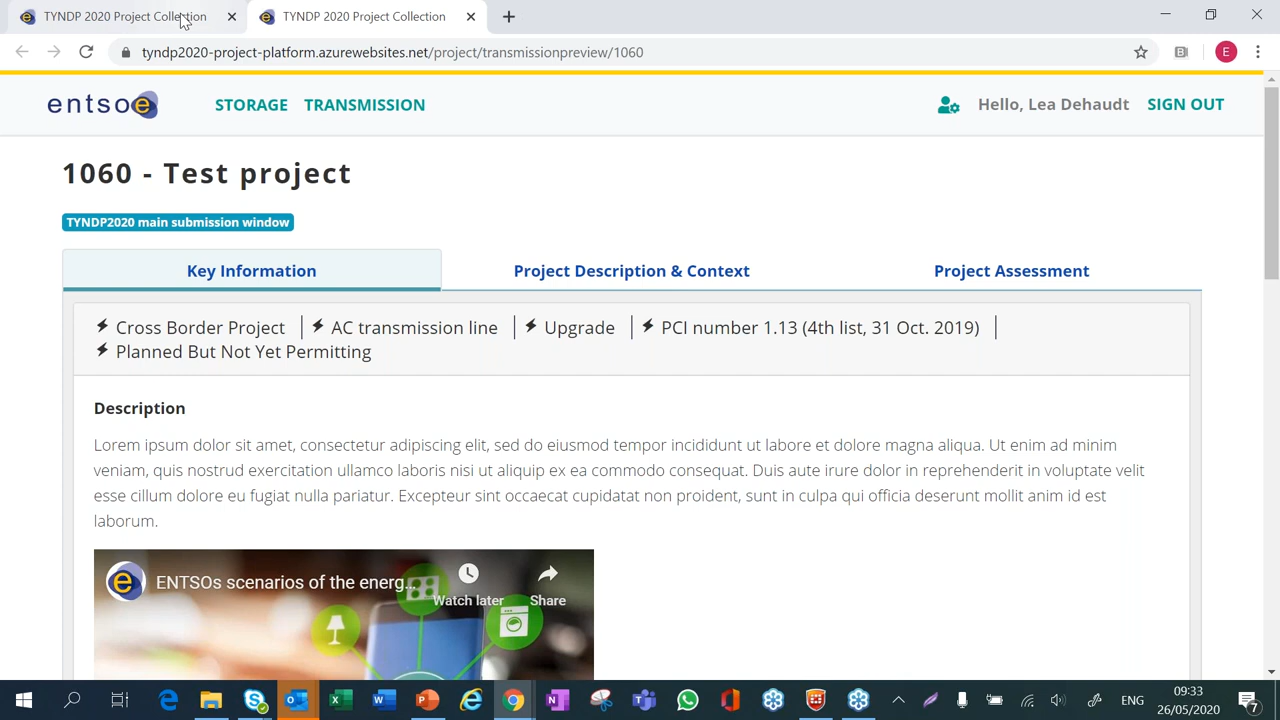 TYNDP 2020 Project Collection
TYNDP 2020 Project Collection
tyndp2020-project-platform.azurewebsites.net/project/transmissionpreview/1060
B
E
entsoe
STORAGE
TRANSMISSION
Hello, Lea Dehaudt
SIGN OUT
1060 - Test project
TYNDP2020 main submission window
Key Information
Project Description & Context
Project Assessment
Cross Border Project
AC transmission line
Upgrade
PCI number 1.13 (4th list, 31 Oct. 2019)
Planned But Not Yet Permitting
Description
Lorem ipsum dolor sit amet, consectetur adipiscing elit, sed do eiusmod tempor incididunt ut labore et dolore magna aliqua. Ut enim ad minim
veniam, quis nostrud exercitation ullamco laboris nisi ut aliquip ex ea commodo consequat. Duis aute irure dolor in reprehenderit in voluptate velit
esse cillum dolore eu fugiat nulla pariatur. Excepteur sint occaecat cupidatat non proident, sunt in culpa qui officia deserunt mollit anim id est
laborum.
e
ENTSOs scenarios of the energ...
Watch later
Share
ENG
09:33
26/05/2020
7